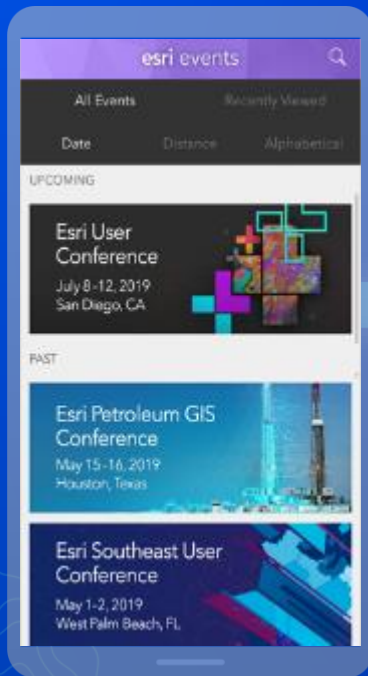 esri events
All Events Recently Viewed
Date Distance Alphabetical
UPCOMING
Esri User
Conference
July 8-12, 2019
San Diego, CA
PAST
Esri Petroleum GIS
Conference
May 15-16, 2019
Houston, Texas
Esri Southeast User
Conference
May 1-2, 2019
West Palm Beach, FL